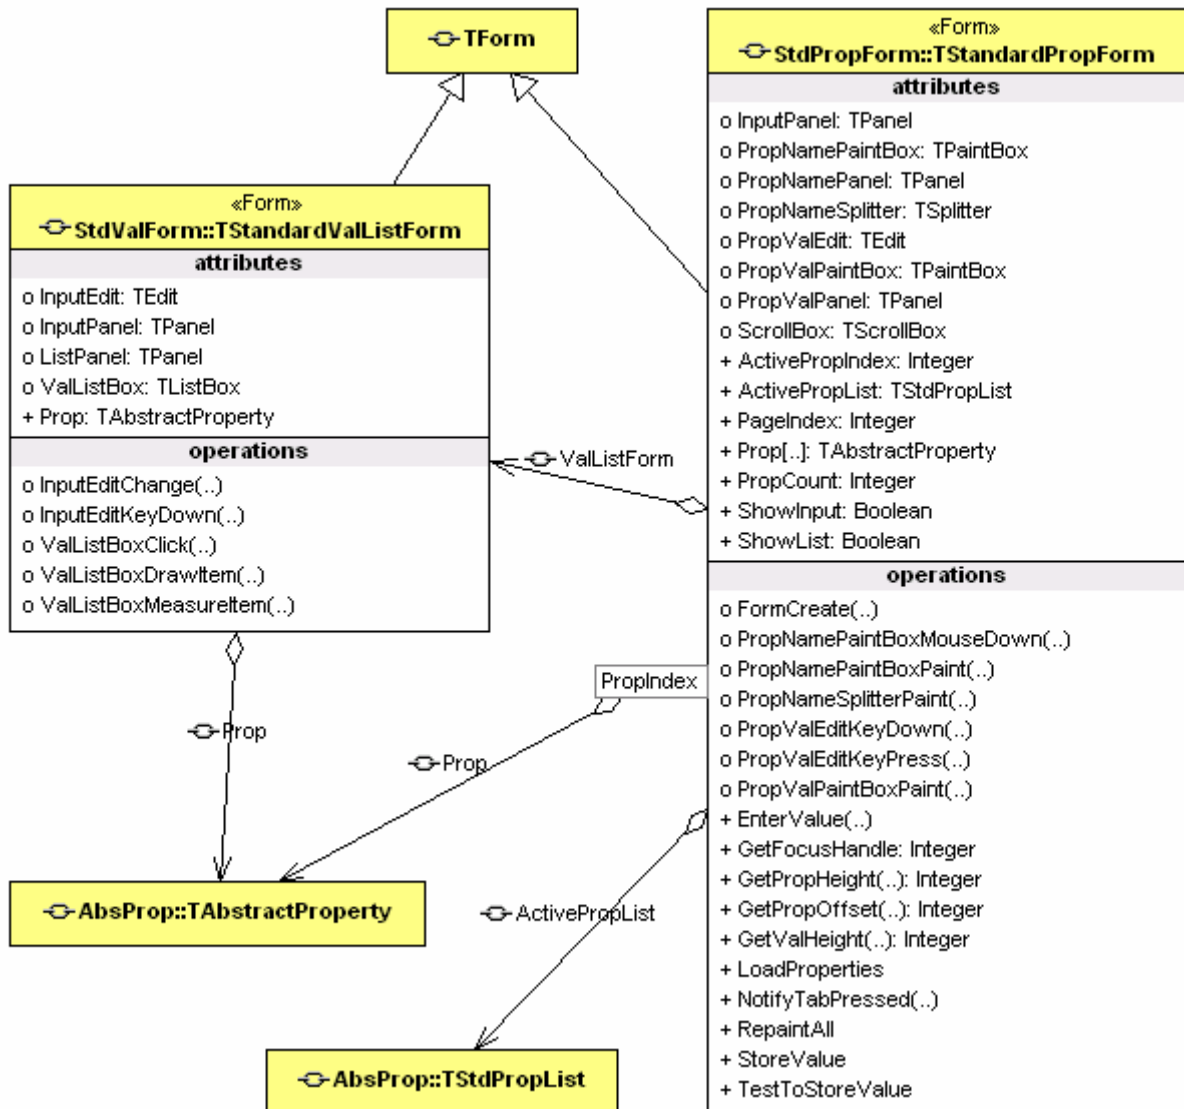 TForm
«Form»
StdPropForm::TStandardPropForm
attributes
o InputPanel: TPanel
o PropNamePaintBox: TPaintBox
o PropNamePanel: TPanel
o PropNameSplitter: TSplitter
o PropValEdit: TEdit
o PropValPaintBox: TPaintBox
o PropValPanel: TPanel
o ScrollBox: TScrollBox
+ ActivePropIndex: Integer
+ ActivePropList: TStdPropList
+ PageIndex: Integer
+ Prop[..]: TAbstractProperty
+ PropCount: Integer
+ ShowInput: Boolean
+ ShowList: Boolean
operations
o FormCreate(..)
o PropNamePaintBoxMouseDown(..)
o PropNamePaintBoxPaint(..)
o PropNameSplitterPaint(..)
o PropValEditKeyDown(..)
o PropValEditKeyPress(..)
o PropValPaintBoxPaint(..)
+ EnterValue(..)
+ GetFocusHandle: Integer
+ GetPropHeight(..): Integer
+ GetPropOffset(..): Integer
+ GetValHeight(..): Integer
+ LoadProperties
+ NotifyTabPressed(..)
+ RepaintAll
+ StoreValue
+ TestToStoreValue
«Form»
StdValForm::TStandardValListForm
attributes
o InputEdit: TEdit
o InputPanel: TPanel
o ListPanel: TPanel
o ValListBox: TListBox
+ Prop: TAbstractProperty
operations
o InputEditChange(..)
o InputEditKeyDown(..)
o ValListBoxClick(..)
o ValListBoxDrawItem(..)
o ValListBoxMeasureItem(..)
ValListForm
PropIndex
Prop
Prop
ActivePropList
AbsProp::TAbstractProperty
AbsProp::TStdPropList